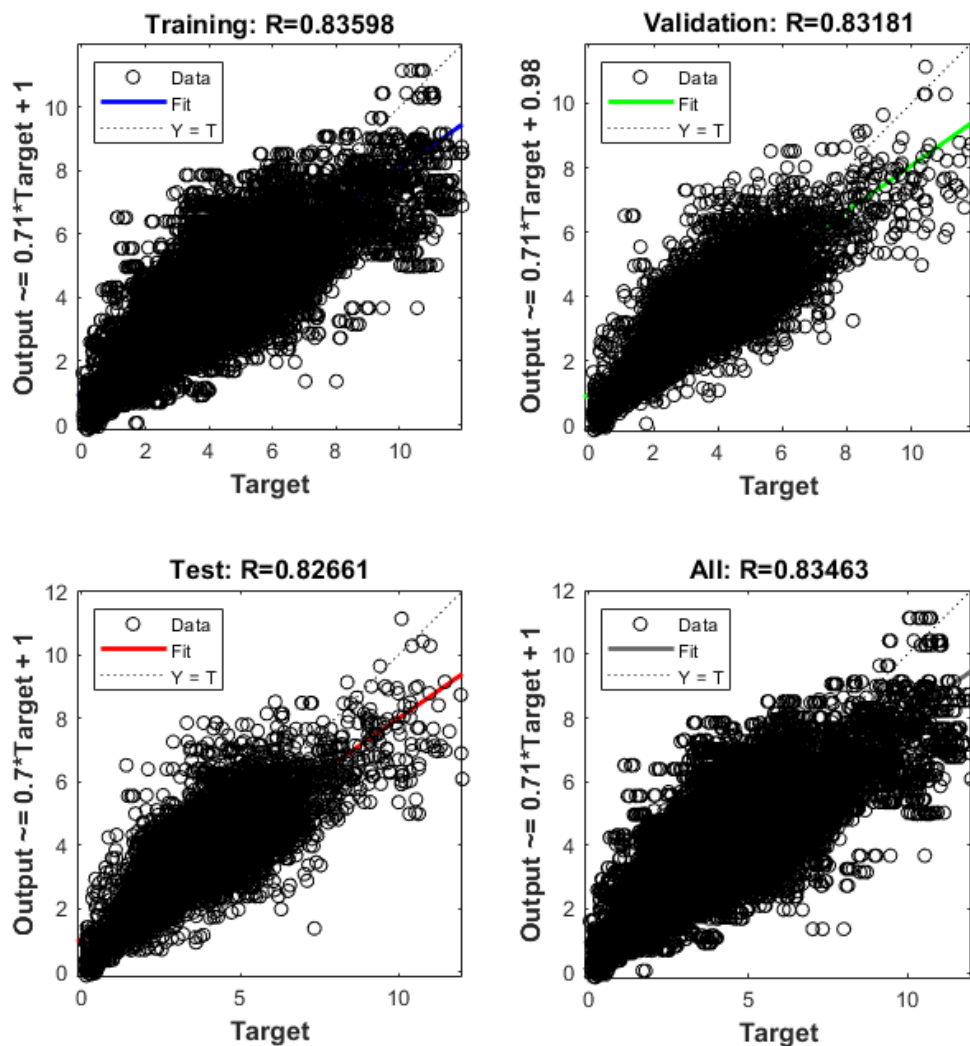 Training: R=0.83598
Output ~= 0.71*Target + 1
Data
Fit
Y = T
10
8
6
4
2
0
0 2 4 6 8 10
Target
Validation: R=0.83181
Output ~= 0.71*Target + 0.98
Data
Fit
Y = T
10
8
6
4
2
0
0 2 4 6 8 10
Target
Test: R=0.82661
Output ~= 0.7*Target + 1
Data
Fit
Y = T
12
10
8
6
4
2
0
0 5 10
Target
All: R=0.83463
Output ~= 0.71*Target + 1
Data
Fit
Y = T
12
10
8
6
4
2
0
0 5 10
Target